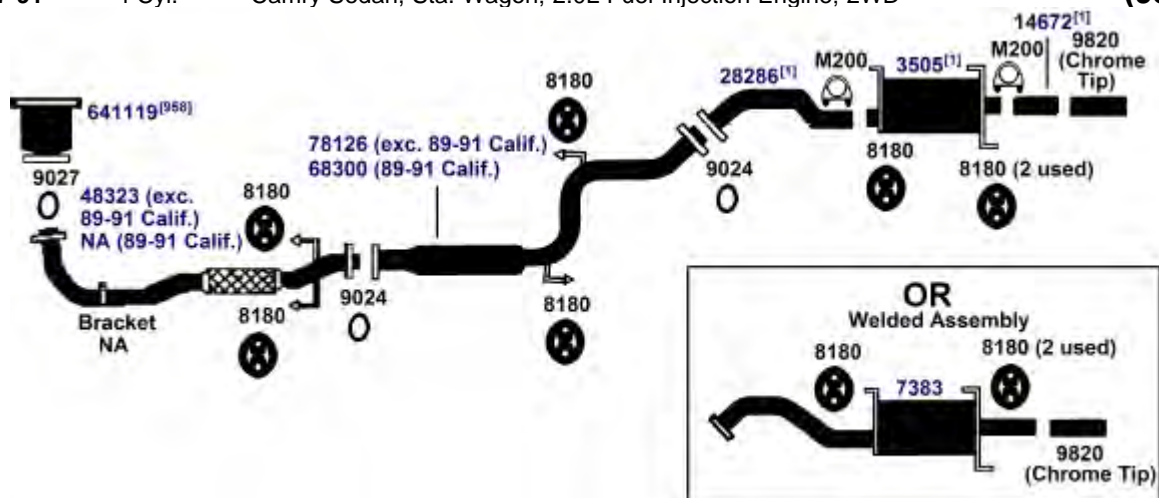 4 Cyl. Camry Sedan, Sta. Wagon, 2.0L Fuel Injection Engine, 2WD
14672[1]
8180
M200
3505[1]
M200
9820
(Chrome
Tip)
28286[1]
641119[958]
78126 (exc. 89-91 Calif.)
68300 (89-91 Calif.)
9027
48323 (exc.
89-91 Calif.)
NA (89-91 Calif.)
8180
9024
8180
8180 (2 used)
Bracket
NA
8180
9024
8180
OR
Welded Assembly
8180
8180 (2 used)
7383
9820
(Chrome Tip)